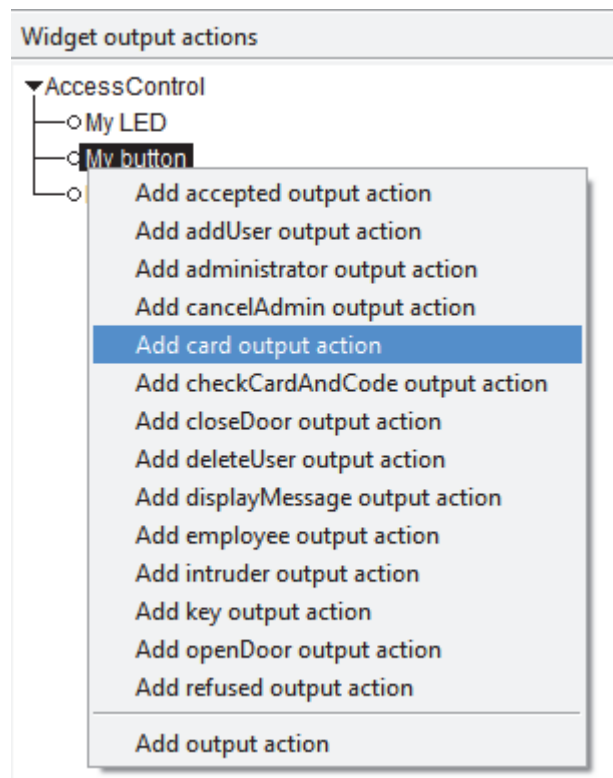 Widget output actions
AccessControl
My LED
My button
Add accepted output action
Add addUser output action
Add administrator output action
Add cancelAdmin output action
Add card output action
Add checkCardAndCode output action
Add closeDoor output action
Add deleteUser output action
Add displayMessage output action
Add employee output action
Add intruder output action
Add key output action
Add openDoor output action
Add refused output action
Add output action